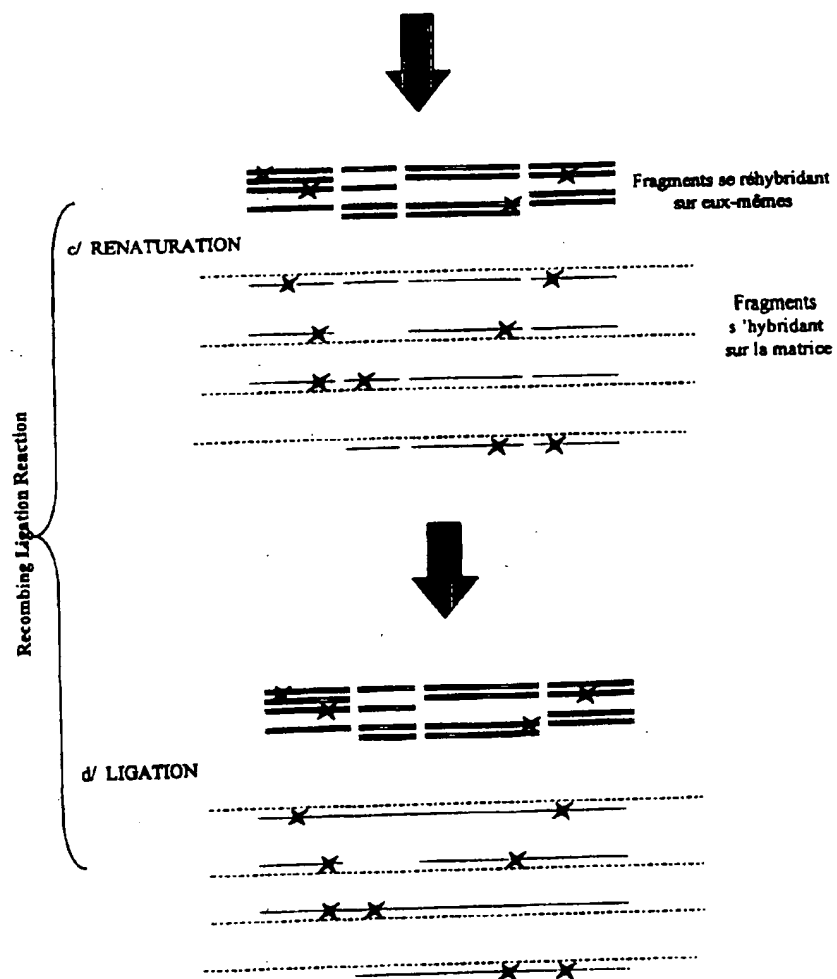 Fragments se réhybridant
sur eux-mêmes
c/ RENATURATION
Fragments
s 'hybridant
sur la matrice
Recombing Ligation Reaction
d/ LIGATION